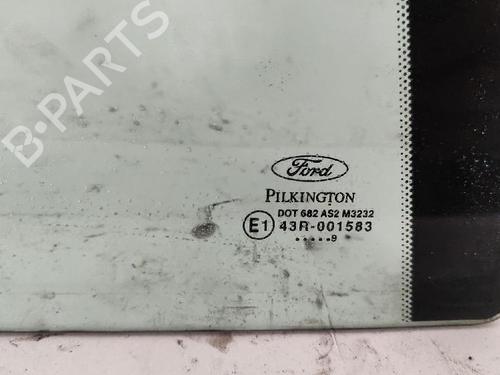 B-PARTS
Ford
PILKINGTON
DOT 682 AS2 M3232
E1 43R-001583
.....9